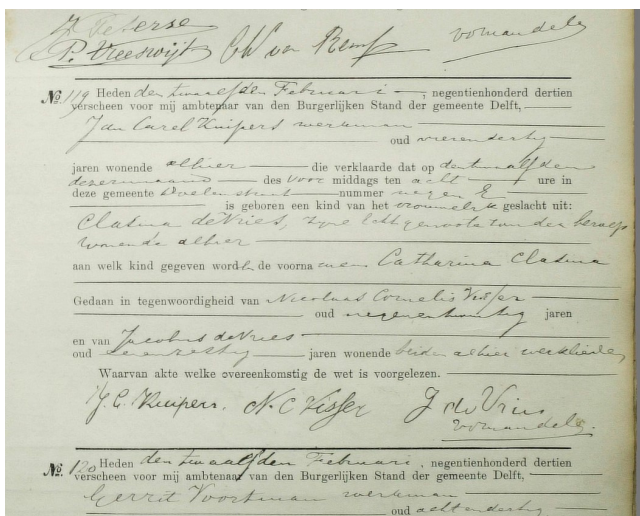 J Peterse
P. Vreeswijk
No. 119 Heden den twaalfden Februari, negentienhonderd dertien
verscheen voor mij ambtenaar van den Burgerlijken Stand der gemeente Delft,
Jan Carel Kuipers werkman
oud vierendertig
jaren wonende alhier die verklaarde dat op den twaalfden
dezer maand des voor middags ten acht ure in
deze gemeente Doelenstraat nummer negen
is geboren een kind van het vrouwelijk geslacht uit:
Clasina de Vries, zijne Echtgenoote zonder beroep
wonende alhier
aan welk kind gegeven wordt de voornamen Catharina Clasina
Gedaan in tegenwoordigheid van Nicolaas Cornelis Visser
oud jaren
en van Jacobus de Vries
oud jaren wonende beiden alhier werklieden
Waarvan akte welke overeenkomstig de wet is voorgelezen.
J. C. Kuipers. N. C. Visser J de Vries
No. 120 Heden den twaalfden Februari, negentienhonderd dertien
verscheen voor mij ambtenaar van den Burgerlijken Stand der gemeente Delft,
Gerrit Voortman werkman
oud achtendertig